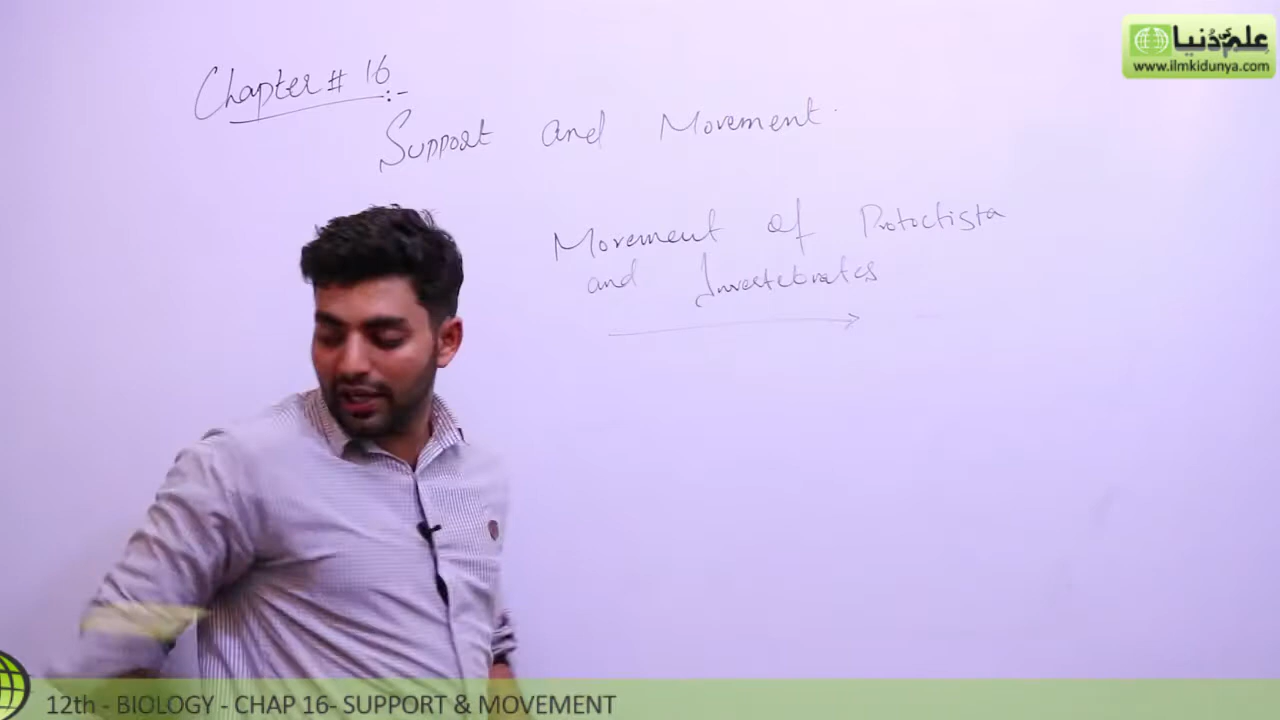 Chapter # 16 :-
Support and Movement.
Movement of Protoctista
and Invertebrates
علم کی دنیا
www.ilmkidunya.com
12th - BIOLOGY - CHAP 16- SUPPORT & MOVEMENT